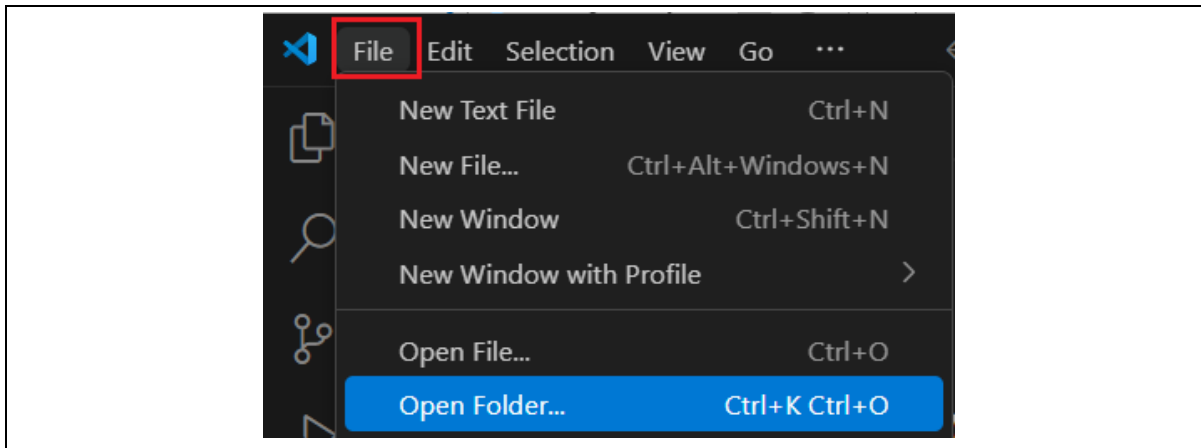 File Edit Selection View Go ···
New Text File Ctrl+N
New File... Ctrl+Alt+Windows+N
New Window Ctrl+Shift+N
New Window with Profile
Open File... Ctrl+O
Open Folder... Ctrl+K Ctrl+O